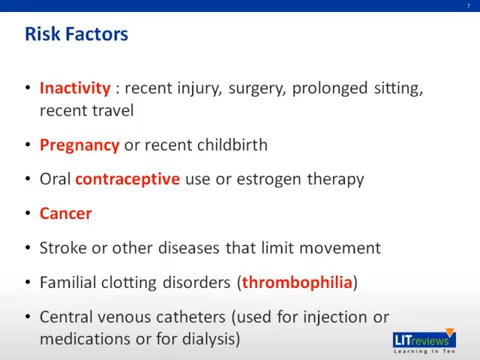 7
Risk Factors
• Inactivity : recent injury, surgery, prolonged sitting,
recent travel
• Pregnancy or recent childbirth
• Oral contraceptive use or estrogen therapy
• Cancer
• Stroke or other diseases that limit movement
• Familial clotting disorders (thrombophilia)
• Central venous catheters (used for injection or
medications or for dialysis)
LITreviews
Learning in Ten